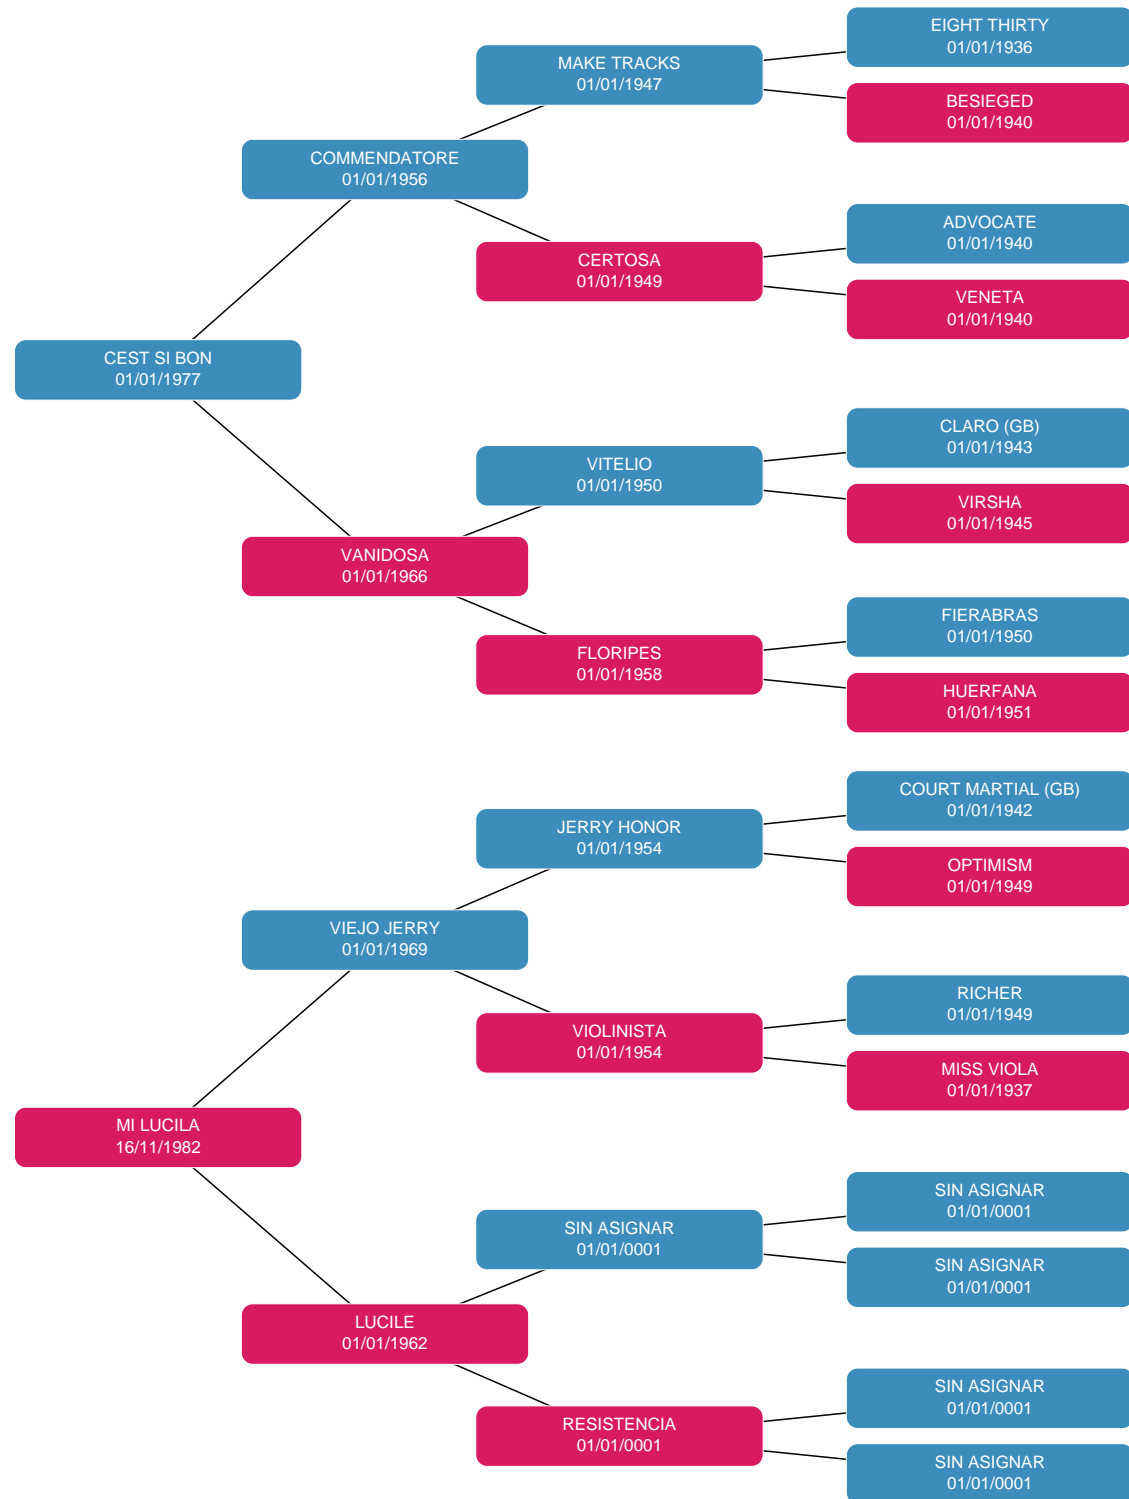 EIGHT THIRTY
01/01/1936
MAKE TRACKS
01/01/1947
BESIEGED
01/01/1940
COMMENDATORE
01/01/1956
ADVOCATE
01/01/1940
CERTOSA
01/01/1949
VENETA
01/01/1940
CEST SI BON
01/01/1977
CLARO (GB)
01/01/1943
VITELIO
01/01/1950
VIRSHA
01/01/1945
VANIDOSA
01/01/1966
FIERABRAS
01/01/1950
FLORIPES
01/01/1958
HUERFANA
01/01/1951
COURT MARTIAL (GB)
01/01/1942
JERRY HONOR
01/01/1954
OPTIMISM
01/01/1949
VIEJO JERRY
01/01/1969
RICHER
01/01/1949
VIOLINISTA
01/01/1954
MISS VIOLA
01/01/1937
MI LUCILA
16/11/1982
SIN ASIGNAR
01/01/0001
SIN ASIGNAR
01/01/0001
SIN ASIGNAR
01/01/0001
LUCILE
01/01/1962
SIN ASIGNAR
01/01/0001
RESISTENCIA
01/01/0001
SIN ASIGNAR
01/01/0001